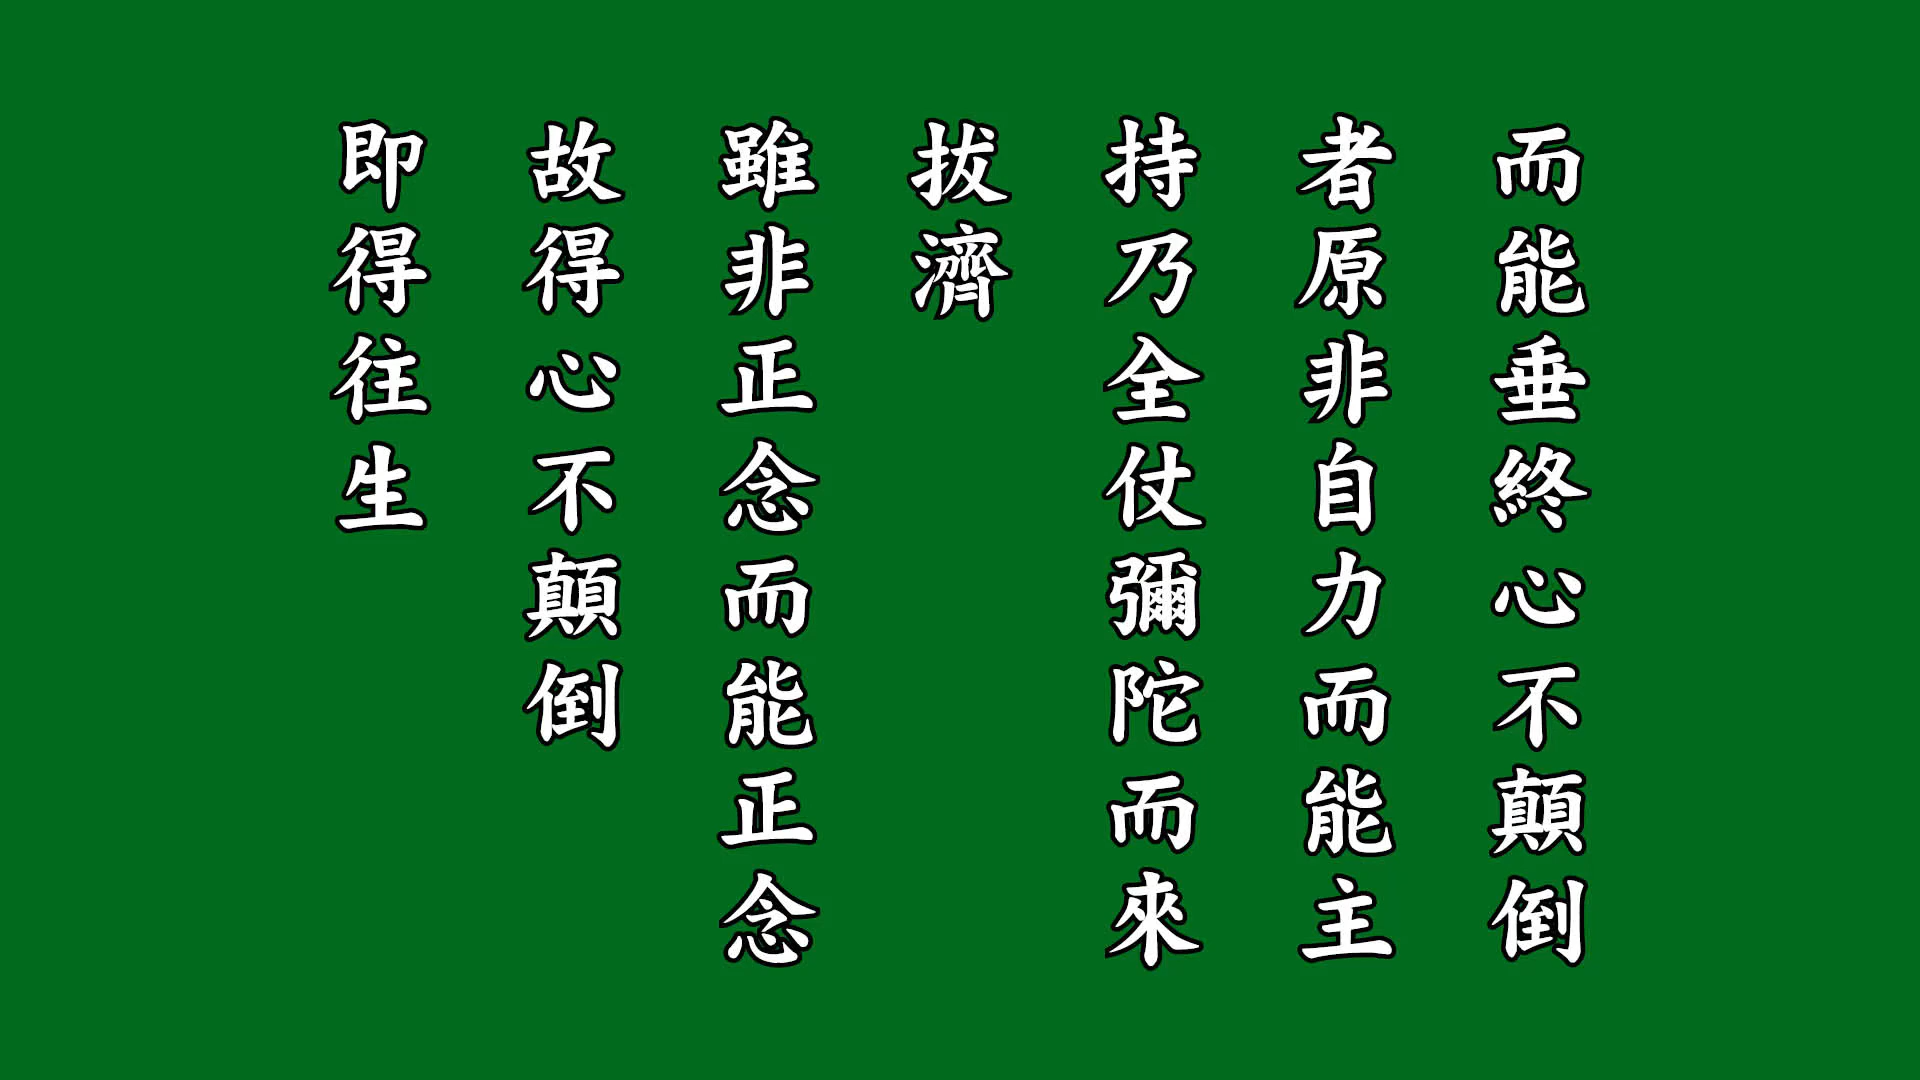 而能垂終心不顛倒
者原非自力而能主
持乃全仗彌陀而來
拔濟
雖非正念而能正念
故得心不顛倒
即得往生